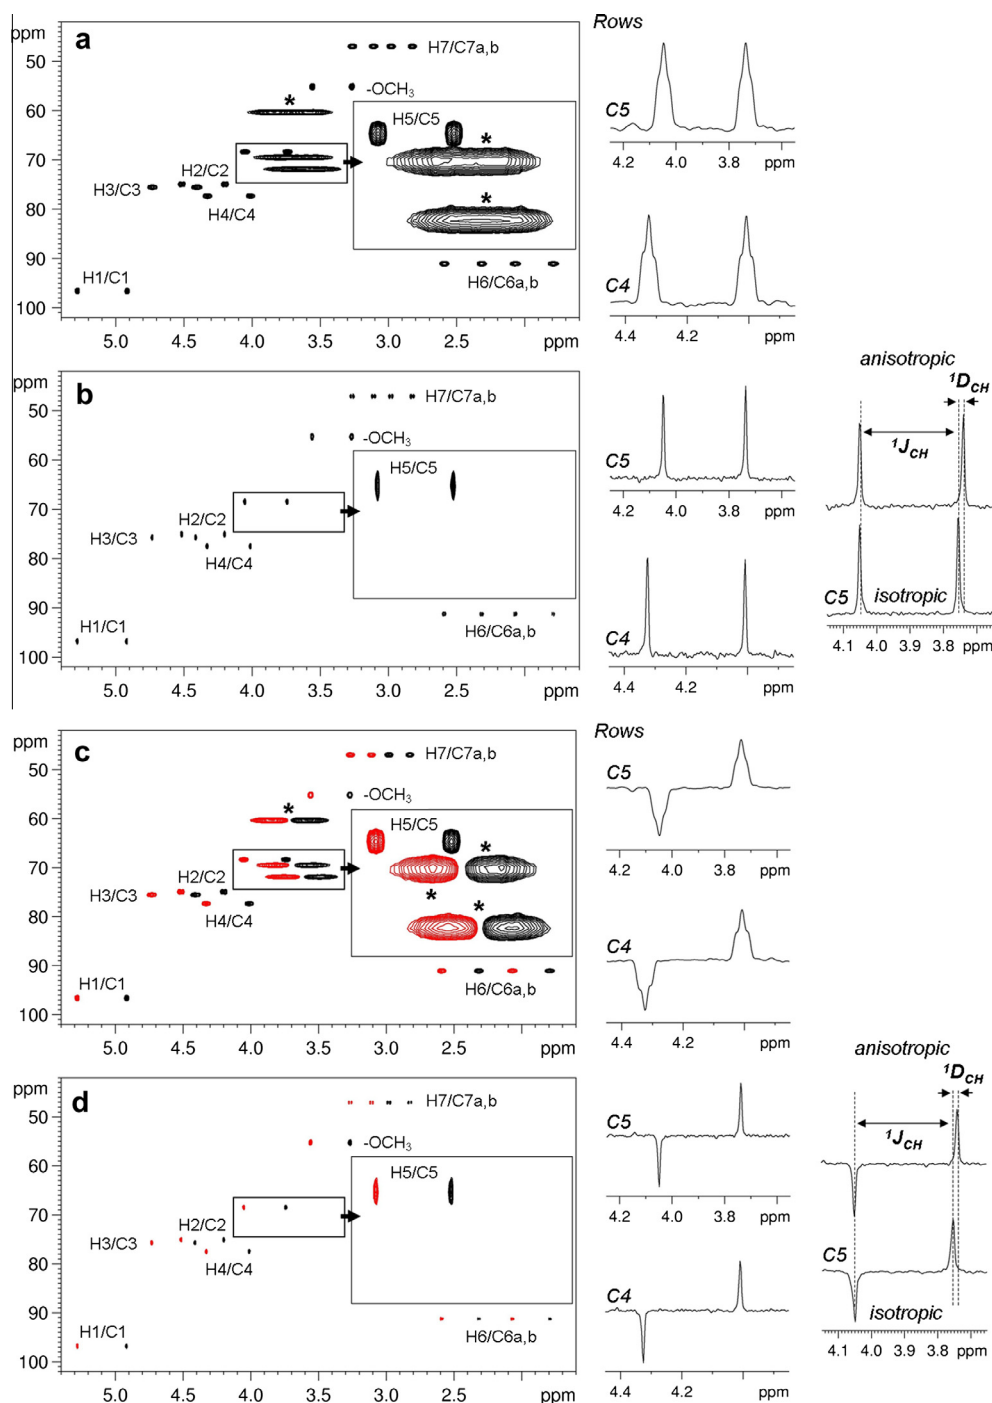 ppm
a
Rows
50
60
70
80
90
100
H7/C7a,b
-OCH3
*
H5/C5
*
*
H2/C2
H3/C3
H4/C4
H6/C6a,b
H1/C1
5.0 4.5 4.0 3.5 3.0 2.5 ppm
C5
4.2 4.0 3.8 ppm
C4
4.4 4.2 ppm
ppm
b
50
60
70
80
90
100
H7/C7a,b
-OCH3
H5/C5
H2/C2
H3/C3
H4/C4
H6/C6a,b
H1/C1
5.0 4.5 4.0 3.5 3.0 2.5 ppm
C5
4.2 4.0 3.8 ppm
C4
4.4 4.2 ppm
anisotropic
1DCH
1JCH
C5 isotropic
4.1 4.0 3.9 3.8 ppm
ppm
c
Rows
50
60
70
80
90
100
H7/C7a,b
-OCH3
*
H5/C5
*
*
*
H2/C2
H3/C3
H4/C4
H6/C6a,b
H1/C1
5.0 4.5 4.0 3.5 3.0 2.5 ppm
C5
4.2 4.0 3.8 ppm
C4
4.4 4.2 ppm
ppm
d
50
60
70
80
90
100
H7/C7a,b
-OCH3
H5/C5
H2/C2
H3/C3
H4/C4
H6/C6a,b
H1/C1
5.0 4.5 4.0 3.5 3.0 2.5 ppm
C5
4.2 4.0 3.8 ppm
C4
4.4 4.2 ppm
anisotropic
1DCH
1JCH
C5
isotropic
4.1 4.0 3.9 3.8 ppm